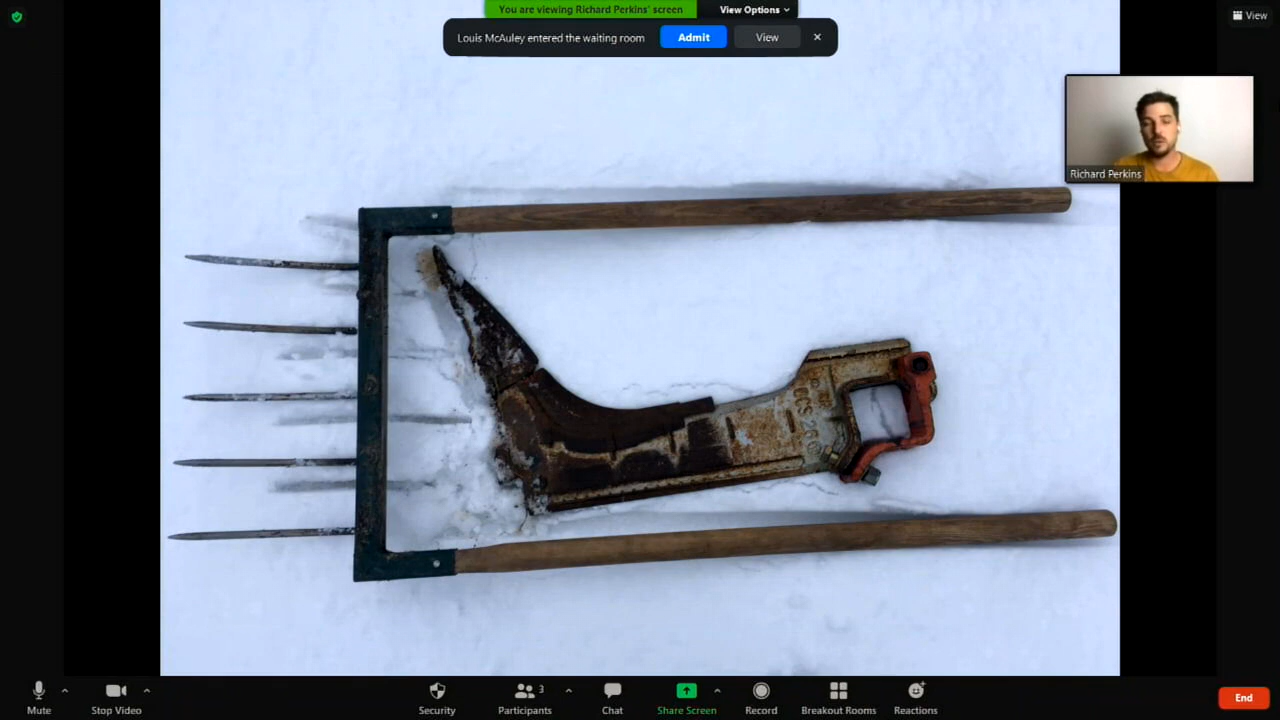 You are viewing Richard Perkins' screen
View Options
View
Louis McAuley entered the waiting room
Admit
View
Richard Perkins
Mute
Stop Video
Security
Participants
3
Chat
Share Screen
Record
Breakout Rooms
Reactions
End